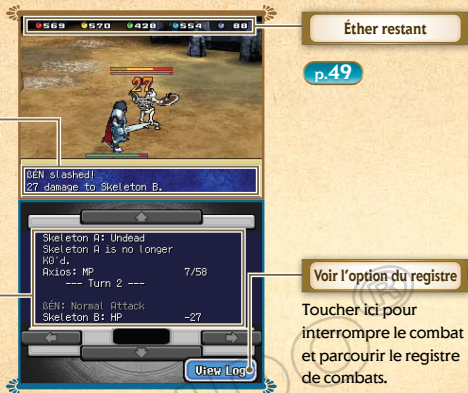 569 570 428 554 88
Éther restant
p.49
27
BÉN slashed!
27 damage to Skeleton B.
Skeleton A: Undead
Skeleton A is no longer
KO'd.
Axios: MP 7/58
--- Turn 2 ---
BÉN: Normal Attack
Skeleton B: HP -27
View Log
Voir l'option du registre
Toucher ici pour
interrompre le combat
et parcourir le registre
de combats.